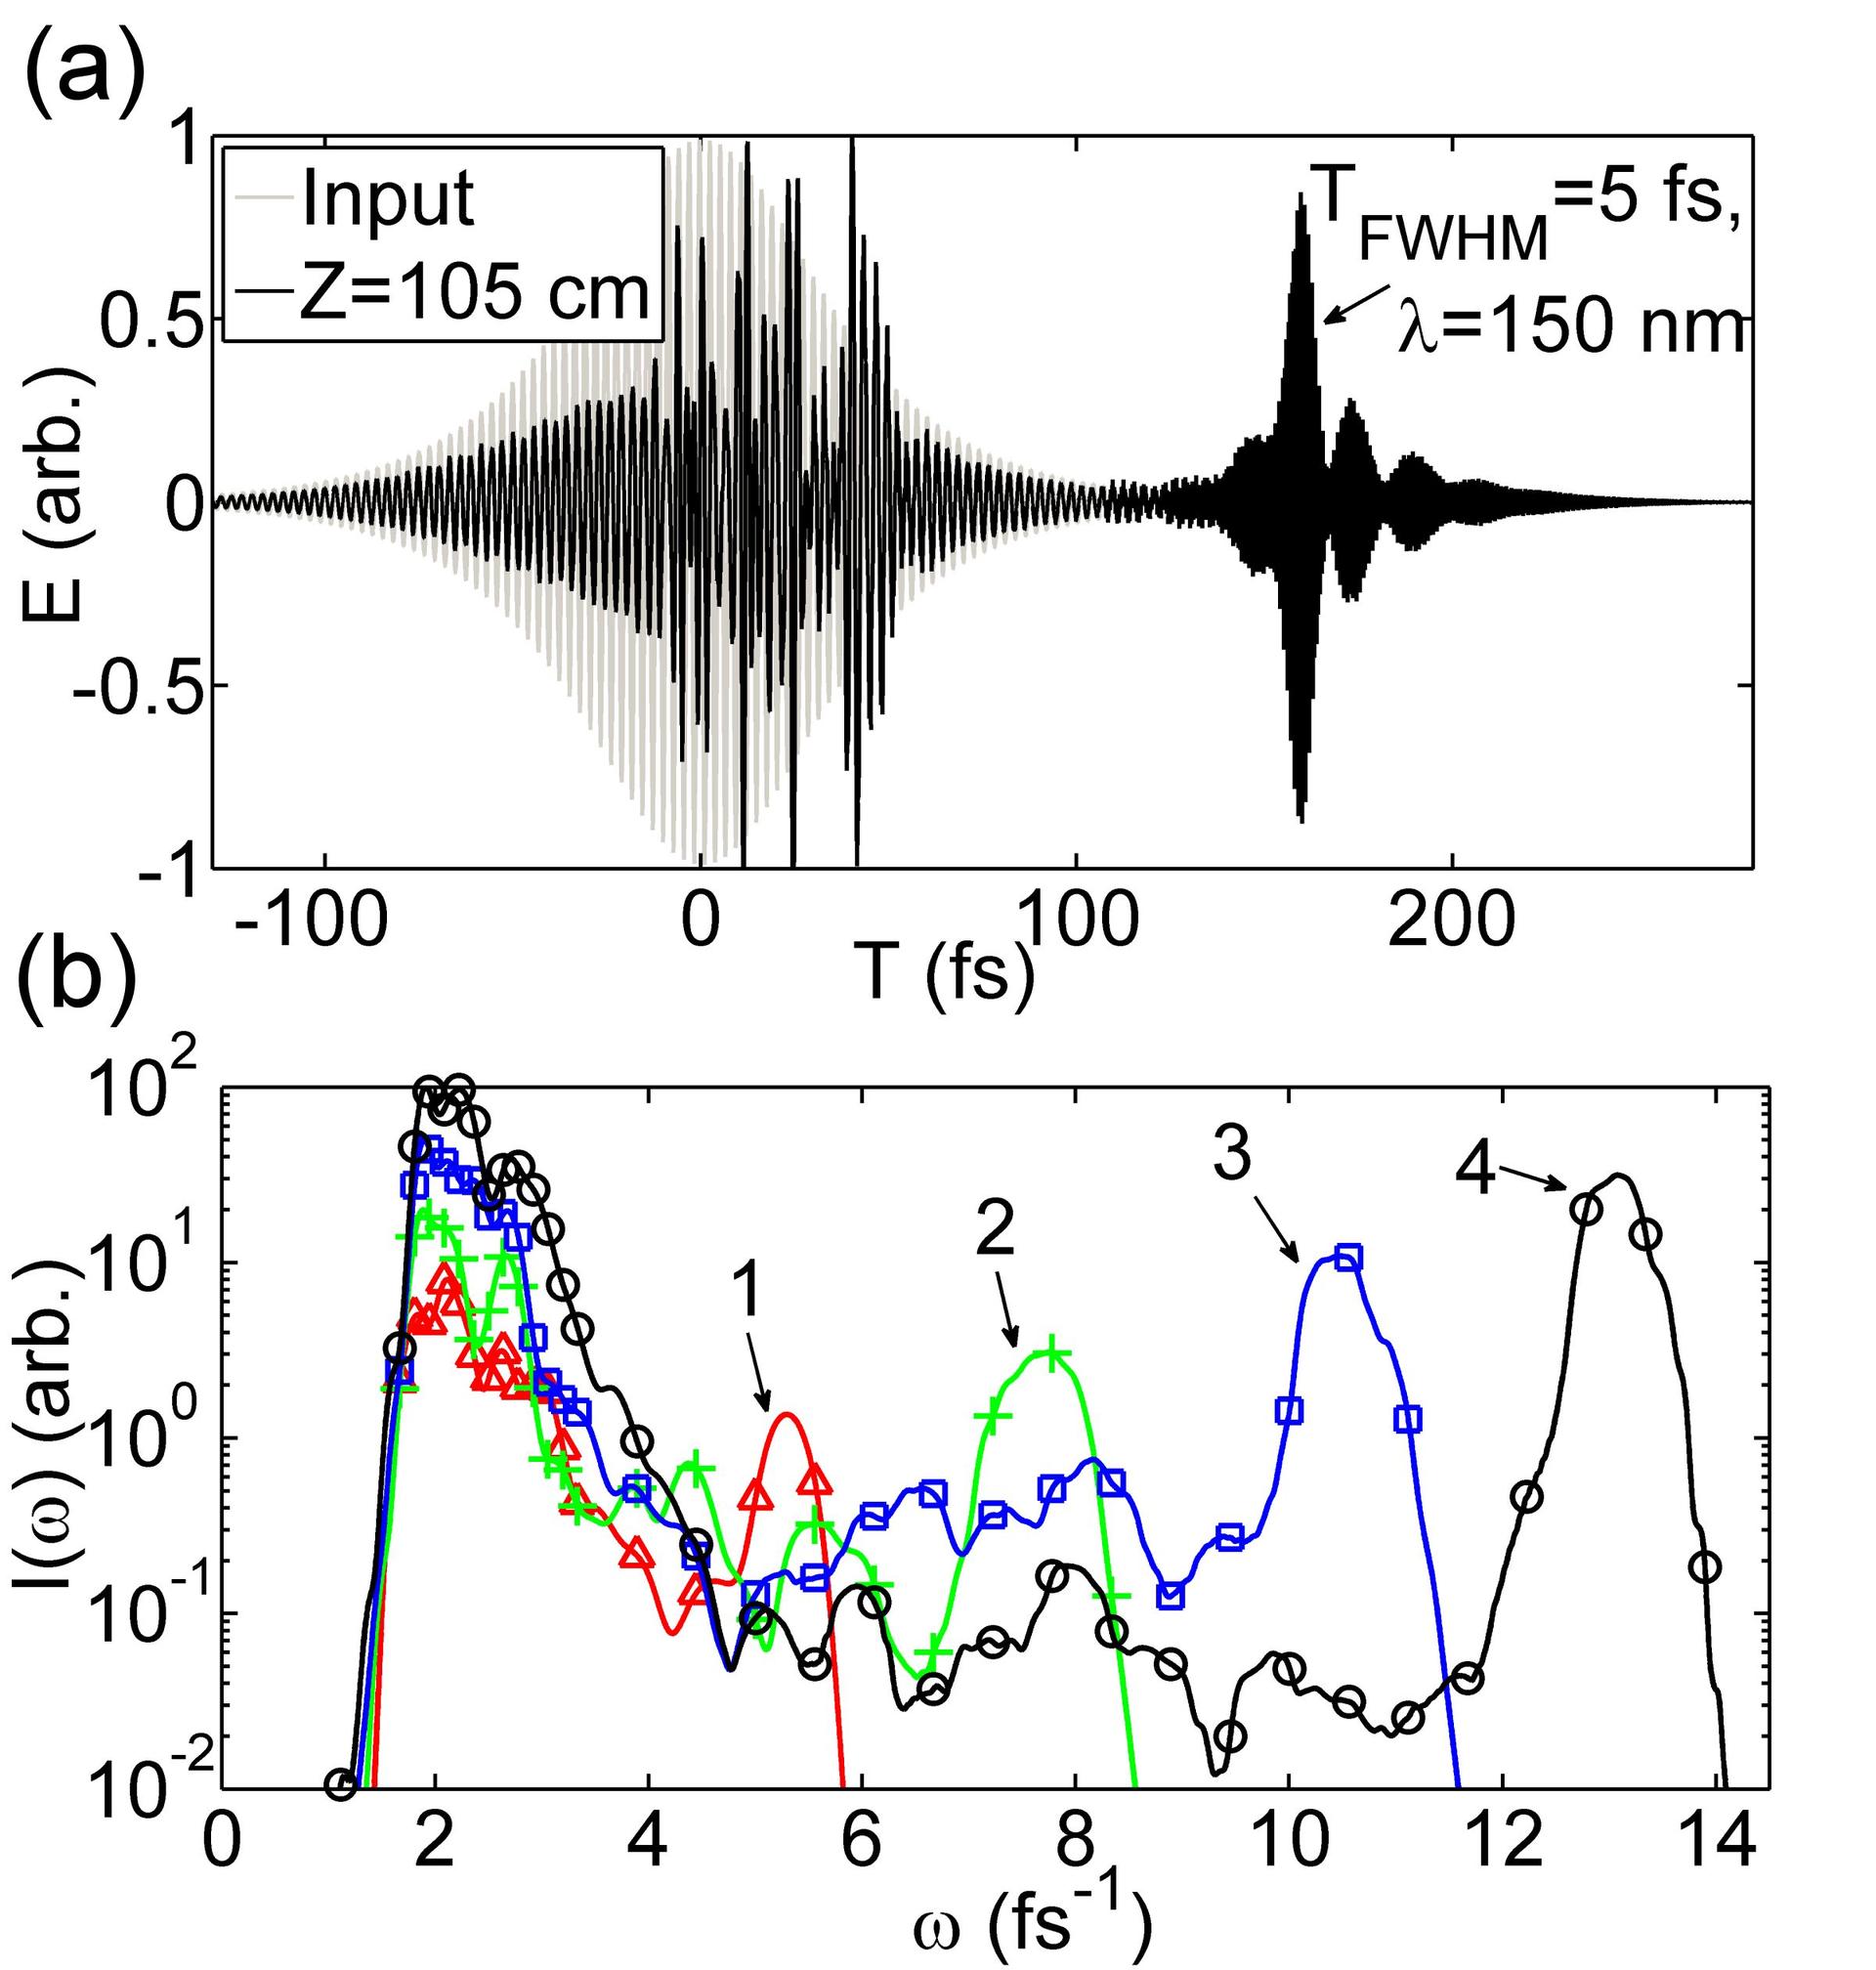 (a)
1
0.5
0
-0.5
-1
E (arb.)
Input
Z=105 cm
T_FWHM=5 fs,
λ=150 nm
-100 0 100 200
T (fs)
(b)
10^2
10^1
10^0
10^-1
10^-2
I(ω) (arb.)
1
2
3
4
0 2 4 6 8 10 12 14
ω (fs^-1)